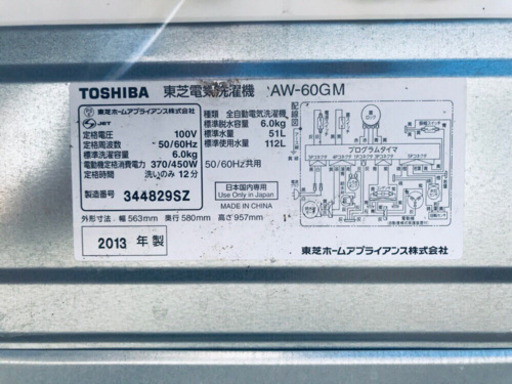 TOSHIBA 東芝電気洗濯機 AW-60GM
東芝ホームアプライアンス株式会社
JET
定格電圧 100V
定格周波数 50/60Hz
定格容量 6.0kg
電動機定格消費電力 370/450W
定格時間 洗いのみ 12分
製造番号 344829SZ
種類 全自動電気洗濯機
標準脱水容量 6.0kg
標準水量 51L
標準使用水量 112L
50/60Hz共用
日本国内専用
Use only in Japan
MADE IN CHINA
外形寸法:幅 563mm 奥行 580mm 高さ 957mm
2013 年製
配線図
プログラムタイマ
東芝ホームアプライアンス株式会社